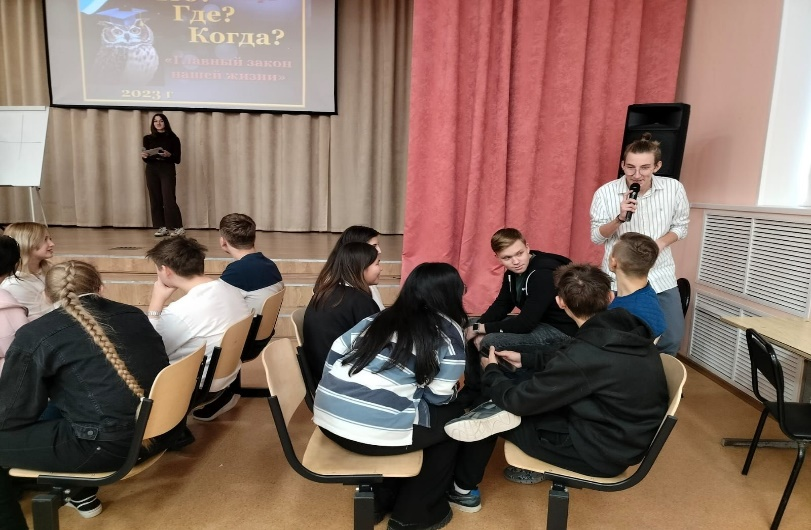 Где?
Когда?
«Главный закон
нашей жизни»
2023 г